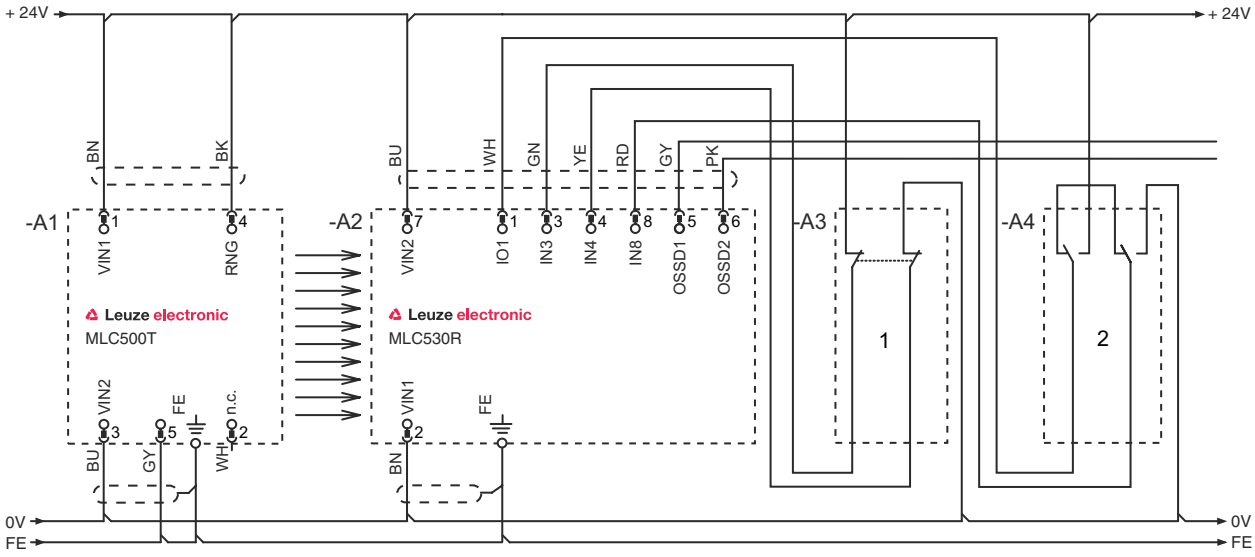 + 24V
+ 24V
BN
BK
BU
WH
GN
YE
RD
GY
PK
-A1
1
4
-A2
7
1
3
4
8
5
6
-A3
-A4
VIN1
RNG
VIN2
IO1
IN3
IN4
IN8
OSSD1
OSSD2
Leuze electronic
MLC500T
Leuze electronic
MLC530R
1
2
VIN2
FE
n.c.
VIN1
FE
3
5
2
2
BU
GY
WH
BN
0V
0V
FE
FE